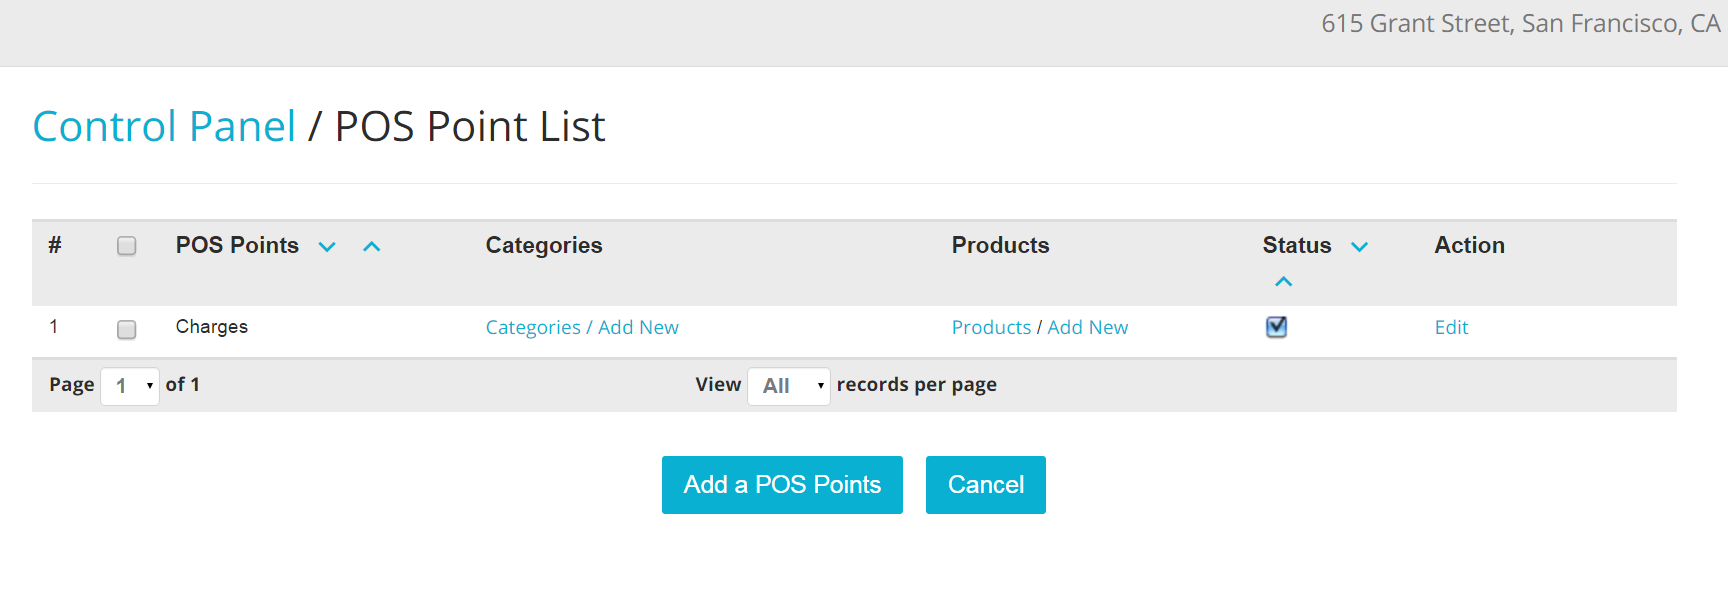 615 Grant Street, San Francisco, CA
Control Panel / POS Point List
# POS Points Categories Products Status Action
1 Charges Categories / Add New Products / Add New Edit
Page 1 of 1 View All records per page
Add a POS Points Cancel